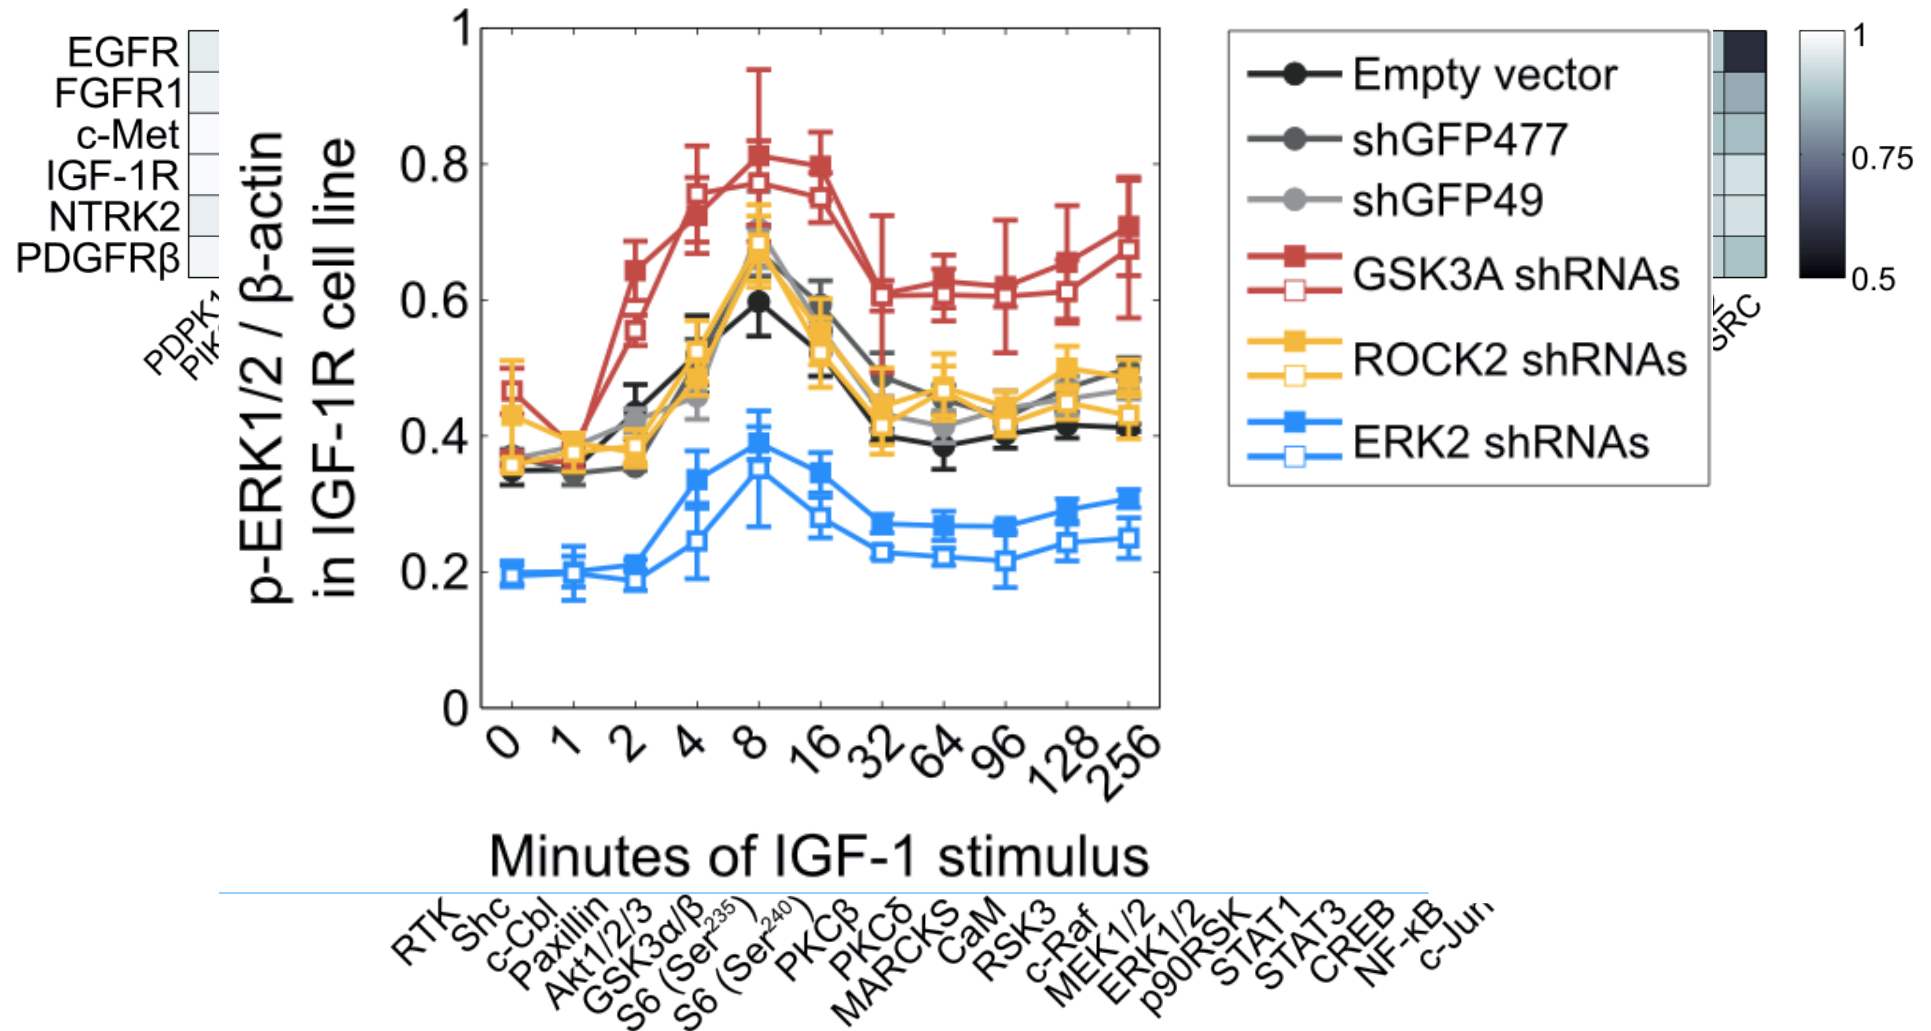 EGFR
FGFR1
c-Met
IGF-1R
NTRK2
PDGFRβ
p-ERK1/2 / β-actin
in IGF-1R cell line
1
0.8
0.6
0.4
0.2
0
0
1
2
4
8
16
32
64
96
128
256
Minutes of IGF-1 stimulus
Empty vector
shGFP477
shGFP49
GSK3A shRNAs
ROCK2 shRNAs
ERK2 shRNAs
1
0.75
0.5
SRC
RTK
Shc
c-Cbl
Paxillin
Akt1/2/3
GSK3α/β
S6 (Ser²³⁵)
S6 (Ser²⁴⁰)
PKCβ
PKCδ
MARCKS
CaM
RSK3
c-Raf
MEK1/2
ERK1/2
p90RSK
STAT1
STAT3
CREB
NF-κB
c-Jun